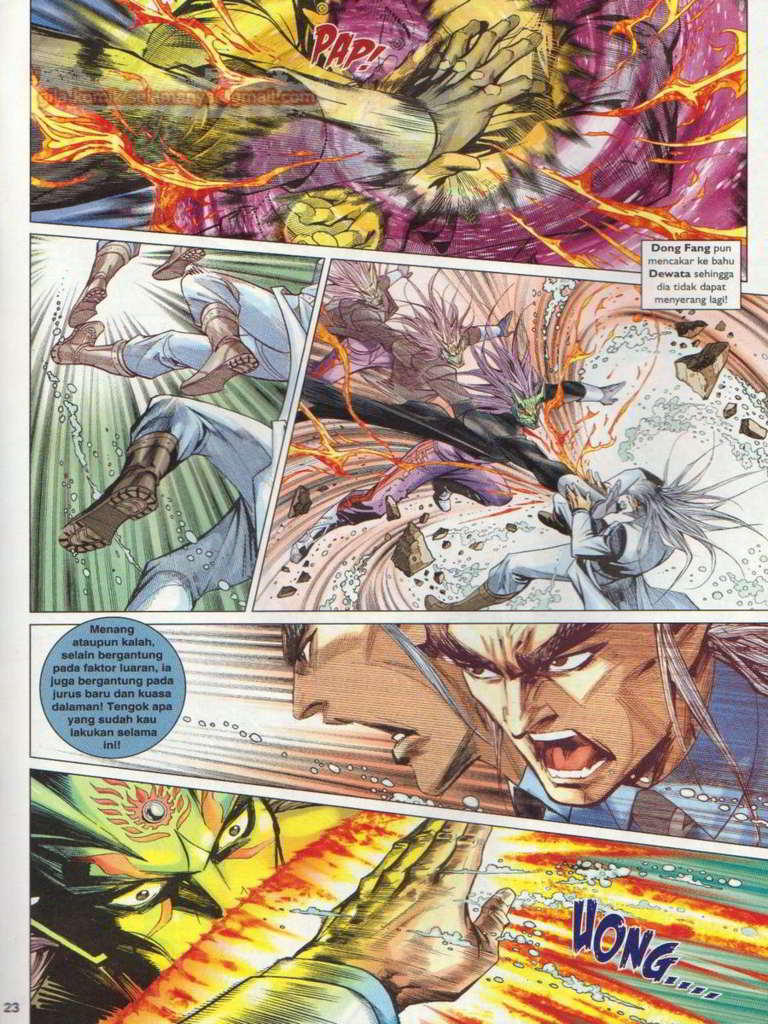 PAP!
Dong Fang pun
mencakar ke bahu
Dewata sehingga
dia tidak dapat
menyerang lagi!
Menang
ataupun kalah,
selain bergantung
pada faktor luaran, ia
juga bergantung pada
jurus baru dan kuasa
dalaman! Tengok apa
yang sudah kau
lakukan selama
ini!
UONG....
23